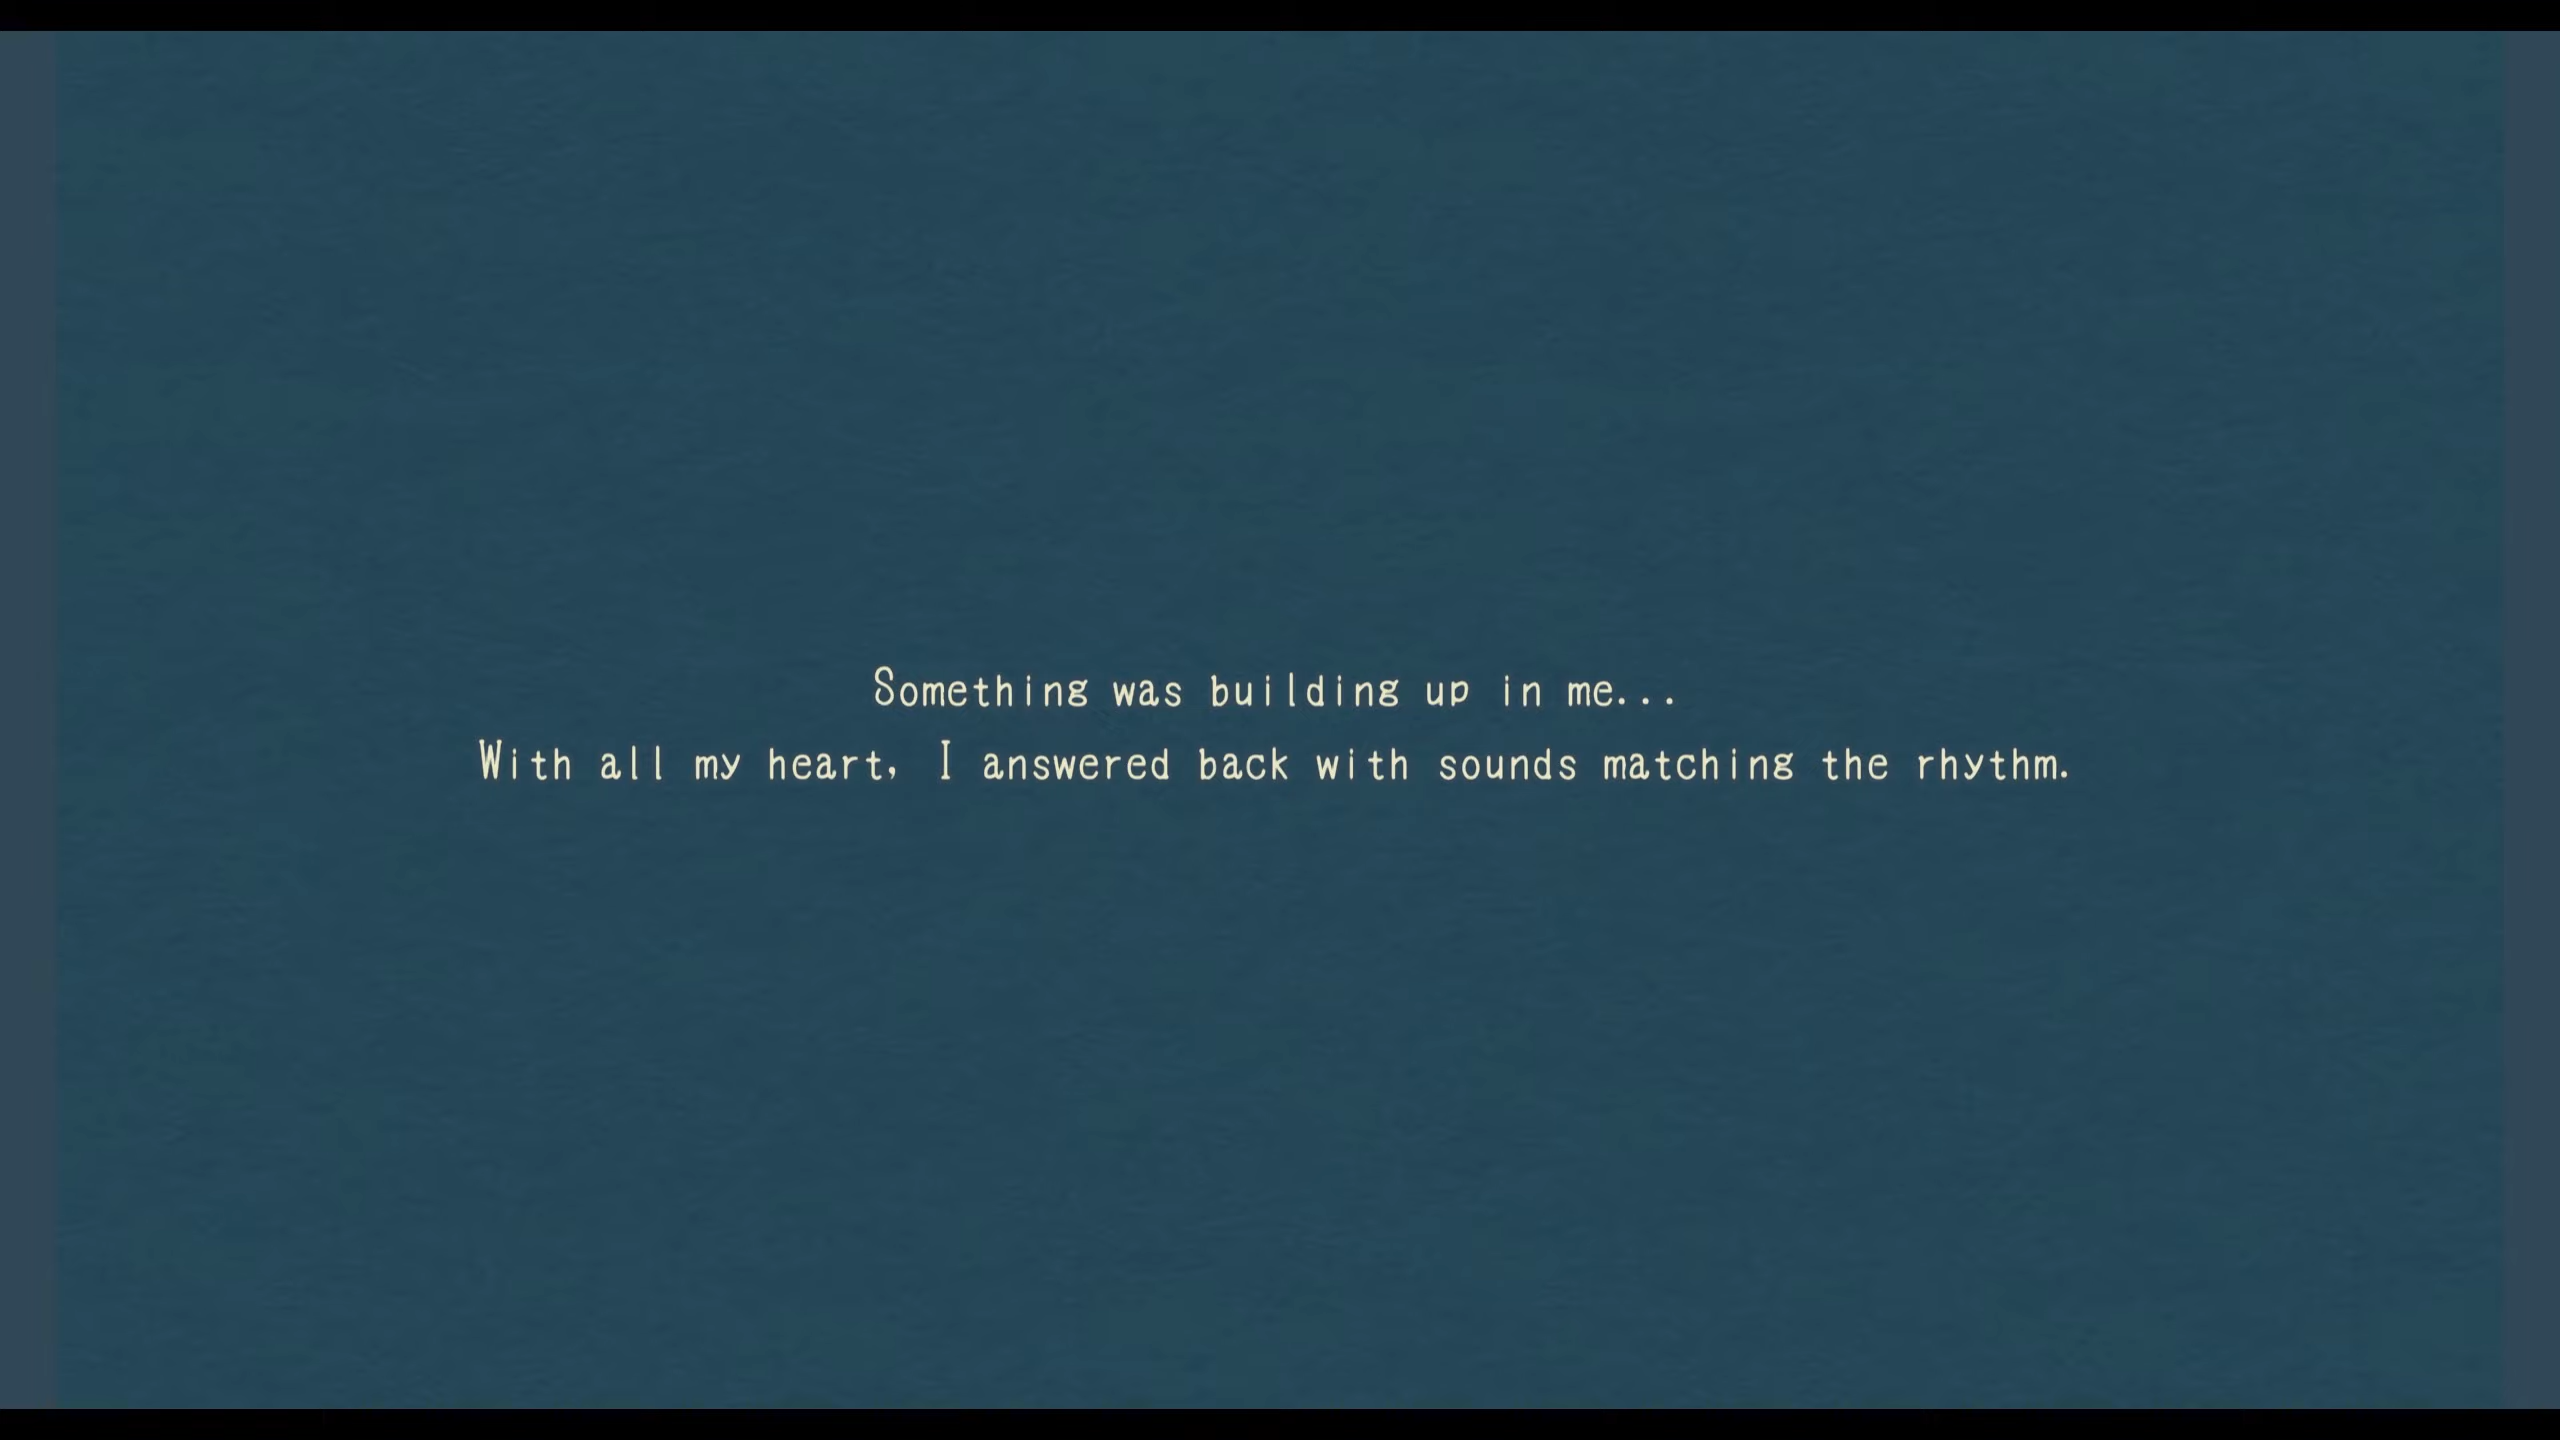 Something was building up in me...
With all my heart, I answered back with sounds matching the rhythm.